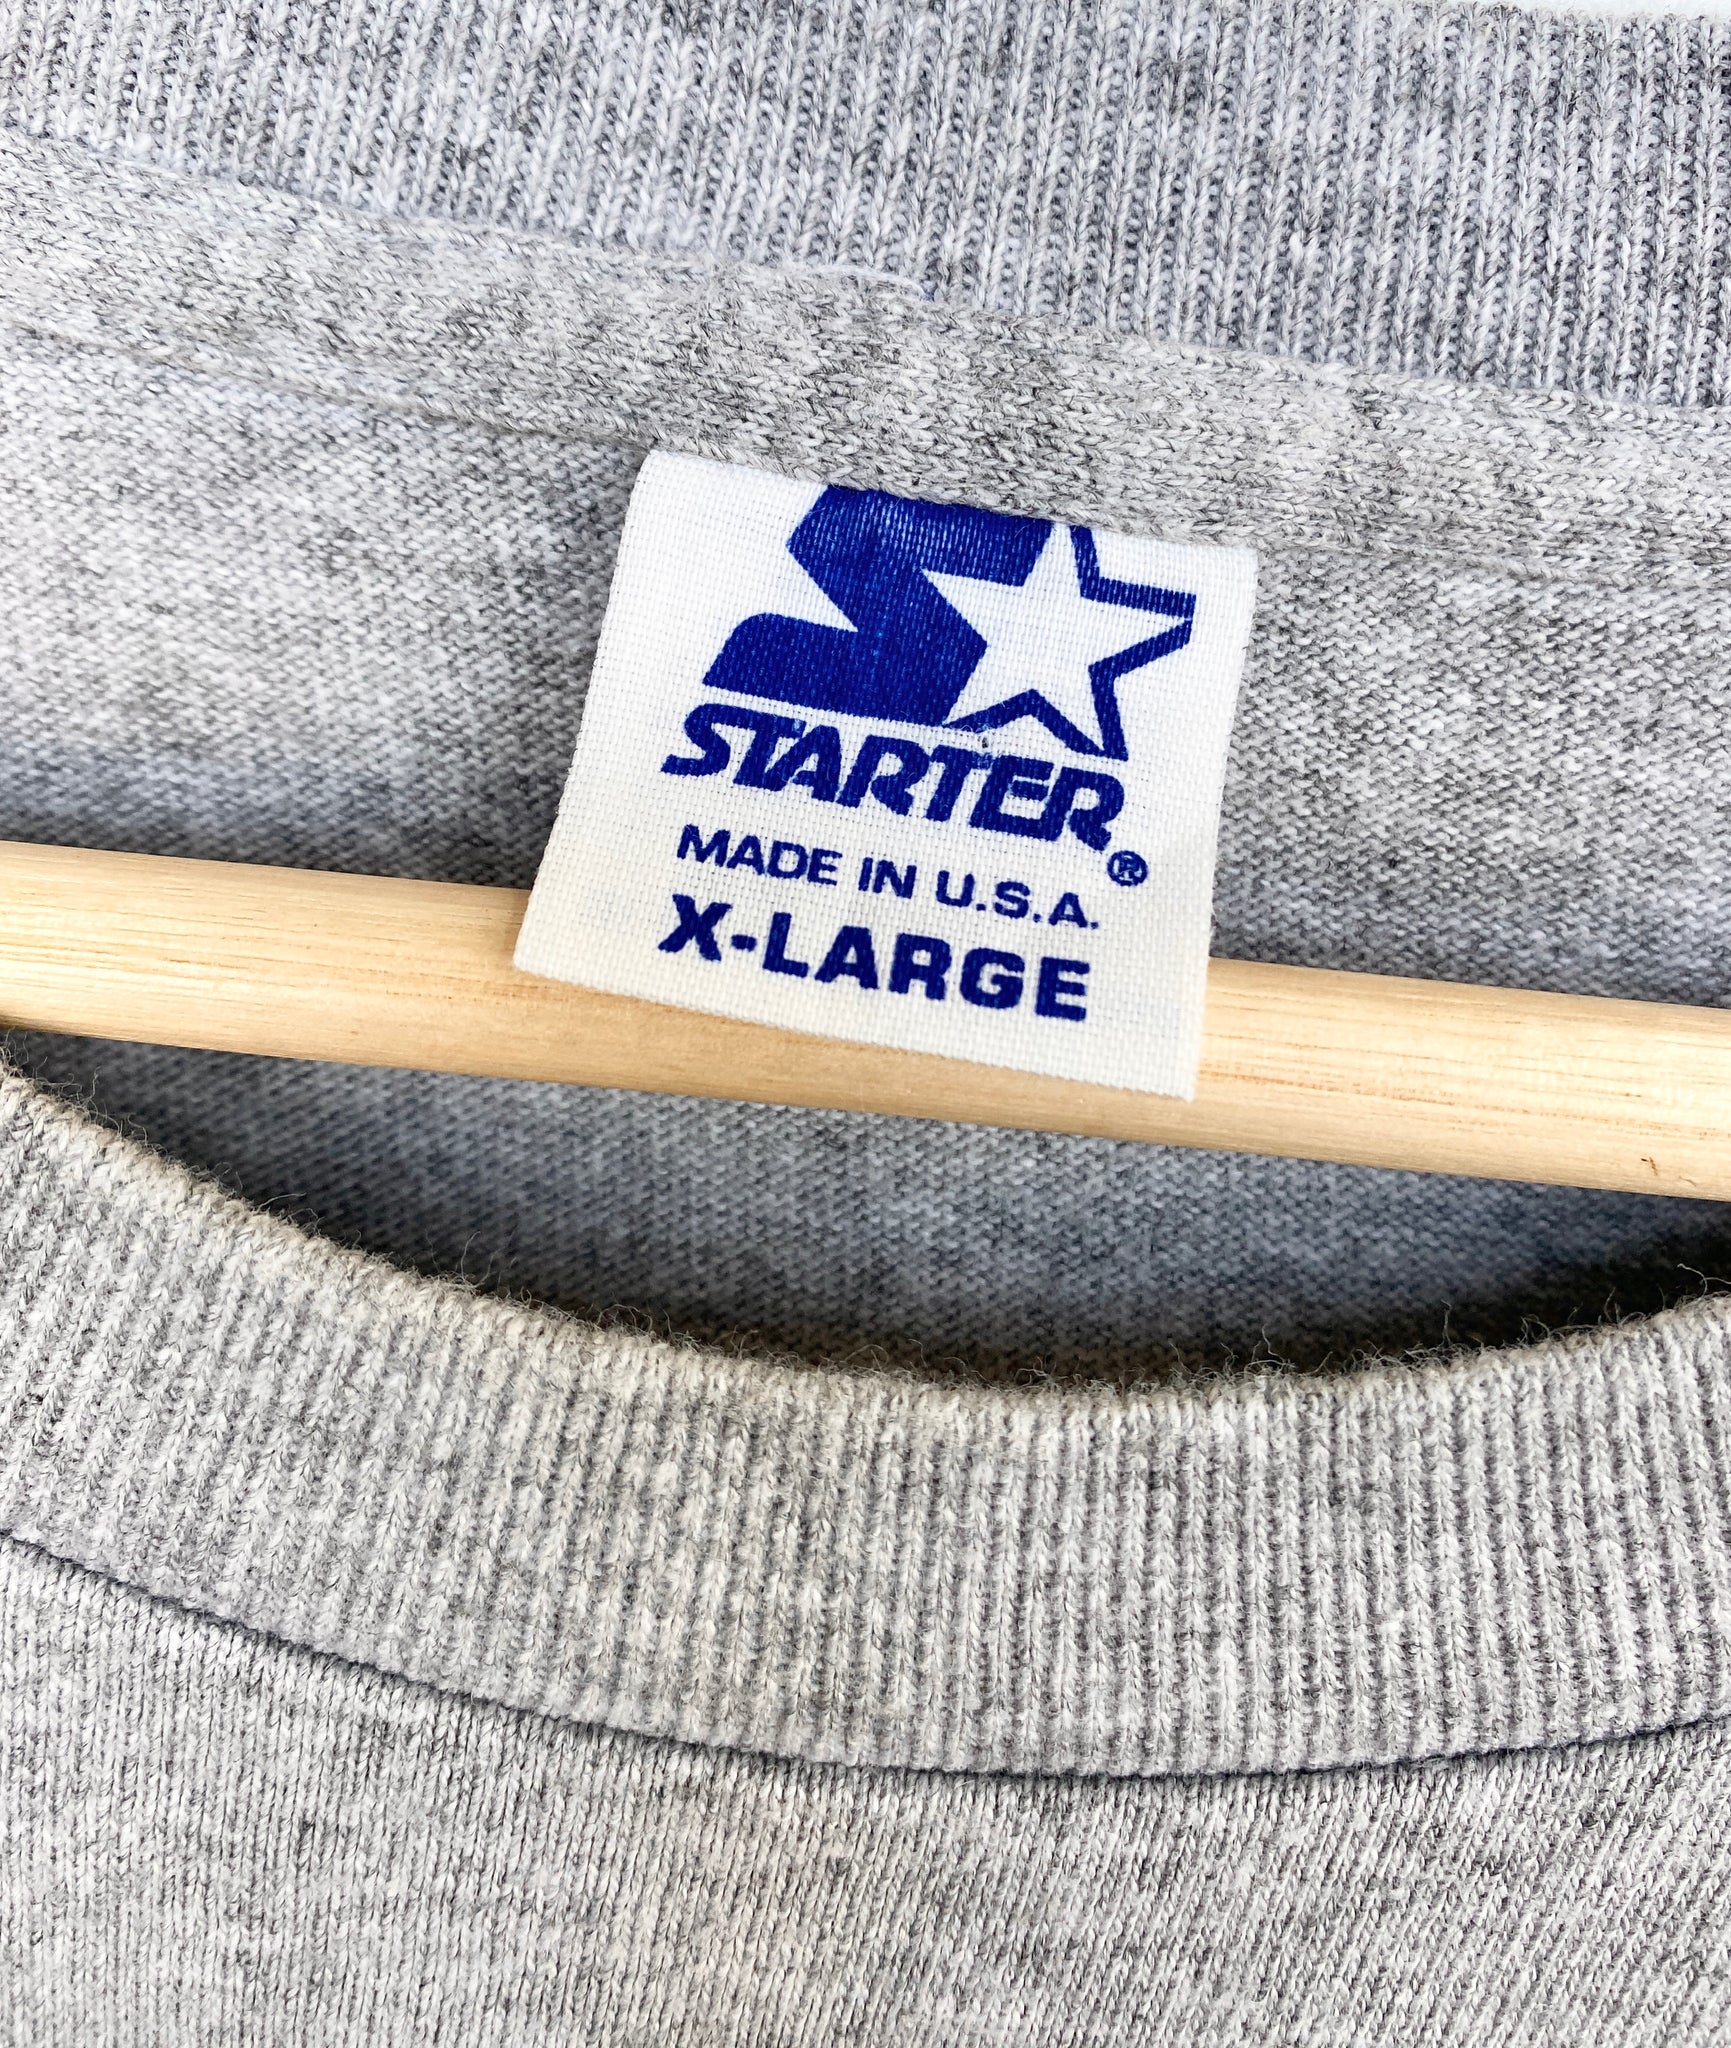 STARTER®
MADE IN U.S.A.
X-LARGE